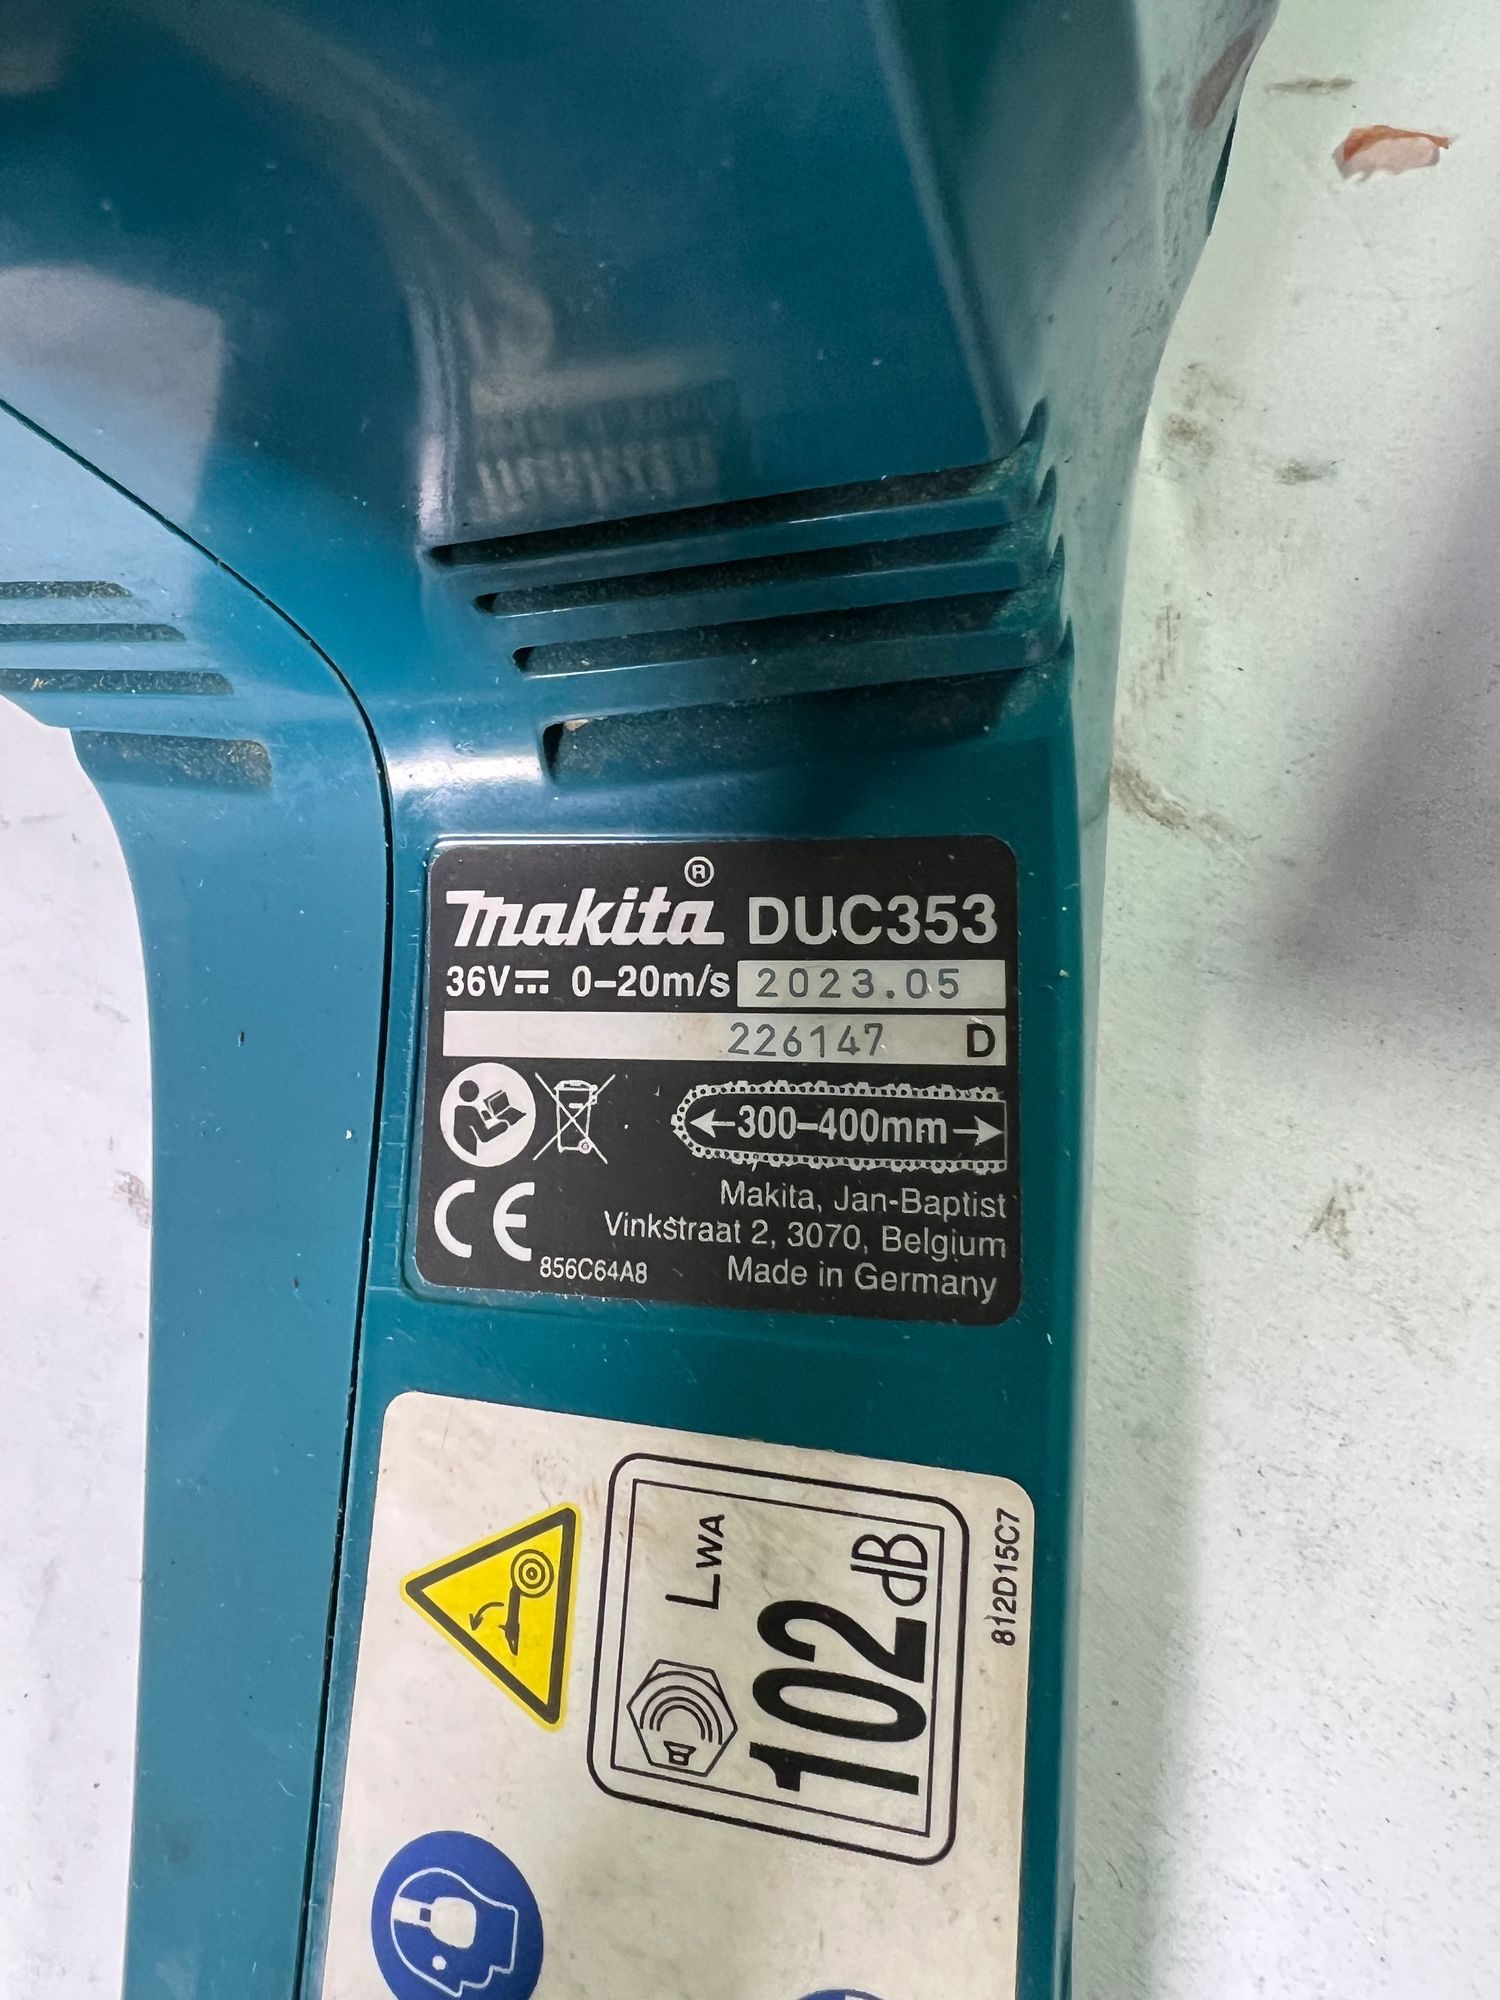 makita® DUC353
36V⎓ 0–20m/s 2023.05
226147 D
300–400mm
Makita, Jan-Baptist
Vinkstraat 2, 3070, Belgium
CE 856C64A8 Made in Germany
LWA
102dB
812D15C7